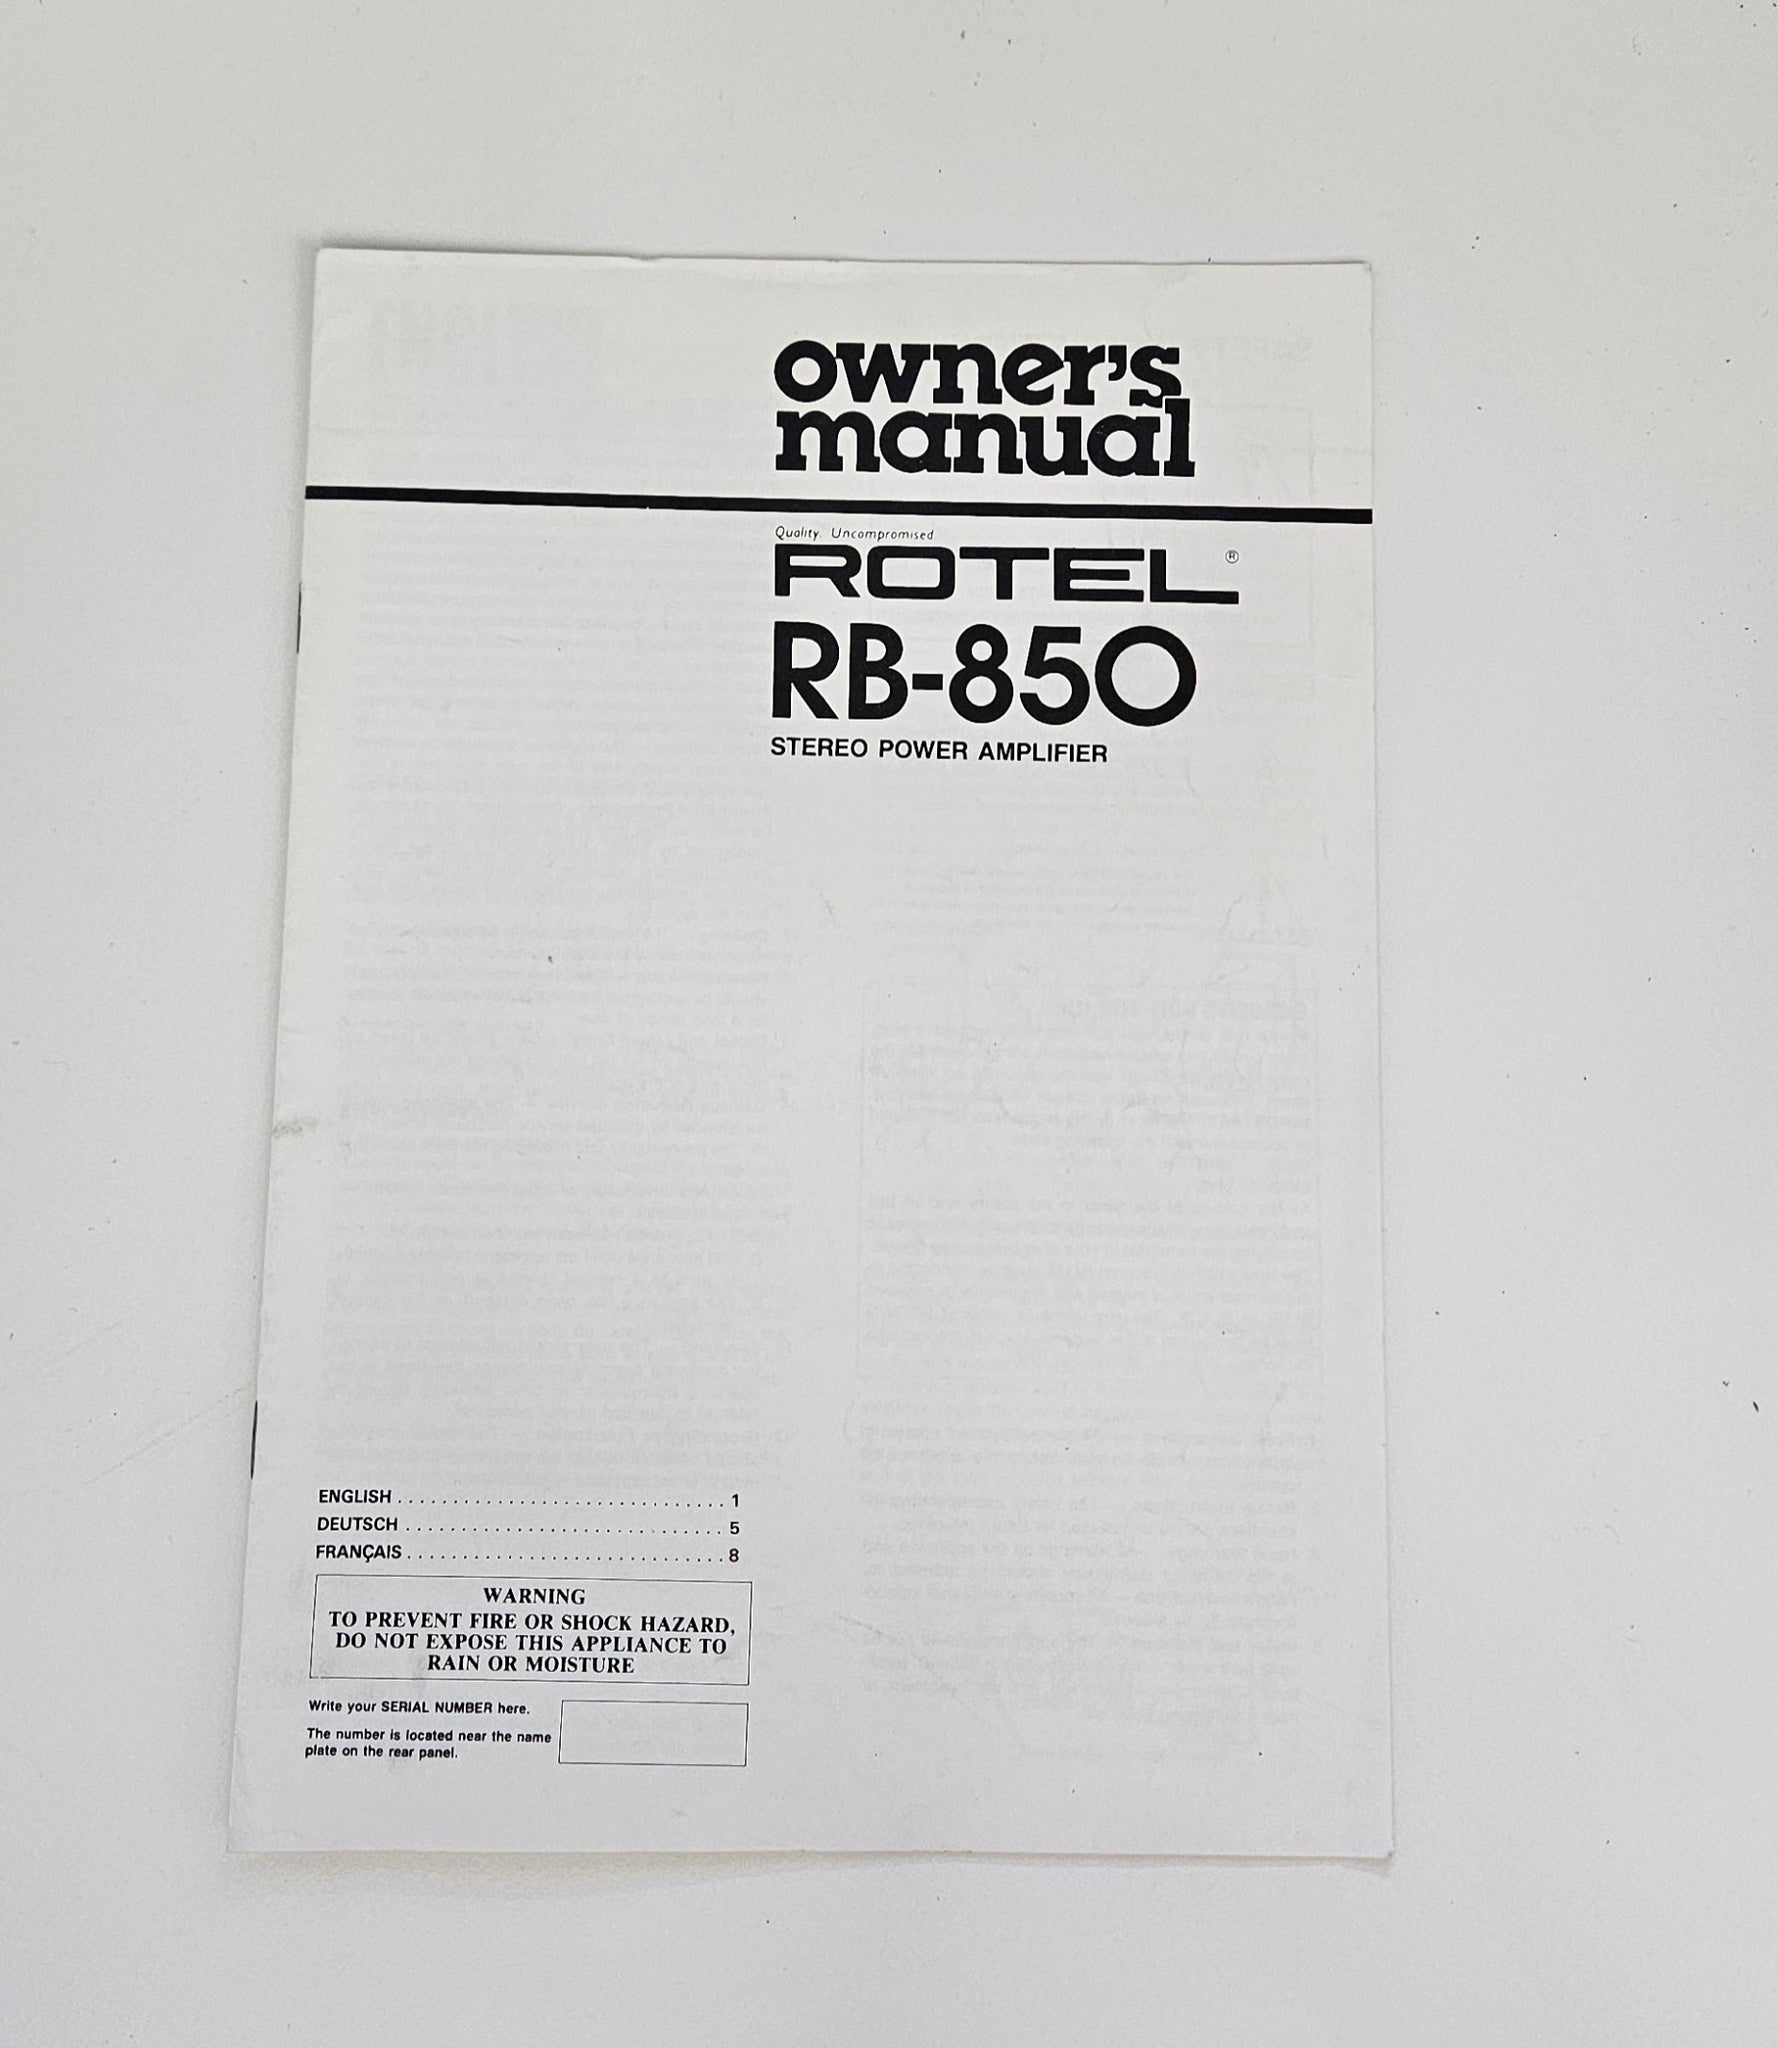 owner's
manual
Quality. Uncompromised
ROTEL®
RB-850
STEREO POWER AMPLIFIER
ENGLISH . . . . . . . . . . . . . . . . . . . . . . . . . . . . . . 1
DEUTSCH . . . . . . . . . . . . . . . . . . . . . . . . . . . . . 5
FRANÇAIS . . . . . . . . . . . . . . . . . . . . . . . . . . . . . 8
WARNING
TO PREVENT FIRE OR SHOCK HAZARD,
DO NOT EXPOSE THIS APPLIANCE TO
RAIN OR MOISTURE
Write your SERIAL NUMBER here.
The number is located near the name
plate on the rear panel.